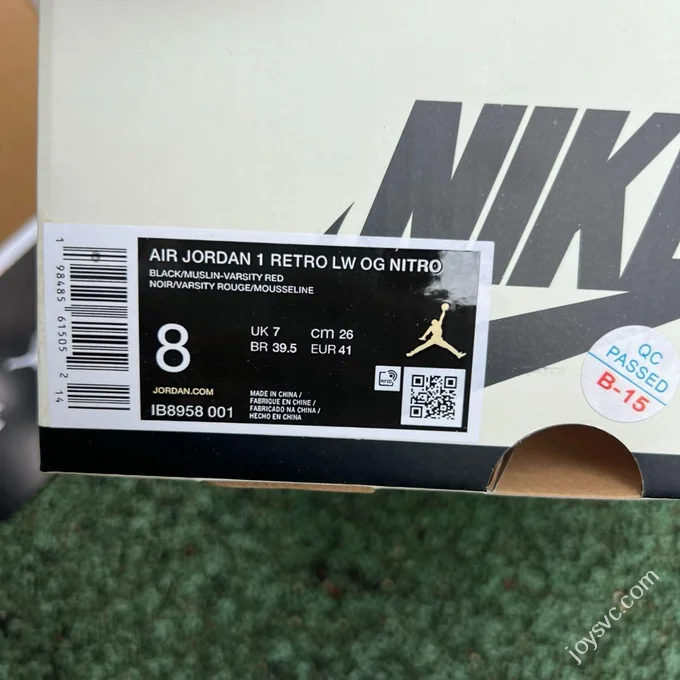 NIKE
AIR JORDAN 1 RETRO LW OG NITRO
BLACK/MUSLIN-VARSITY RED
NOIR/VARSITY ROUGE/MOUSSELINE
8
UK 7 cm 26
BR 39.5 EUR 41
JORDAN.COM
IB8958 001
MADE IN CHINA /
FABRIQUE EN CHINE /
FABRICADO NA CHINA /
HECHO EN CHINA
RFID
1 98485 61505 2 14
QC
PASSED
B-15
joysvc.com